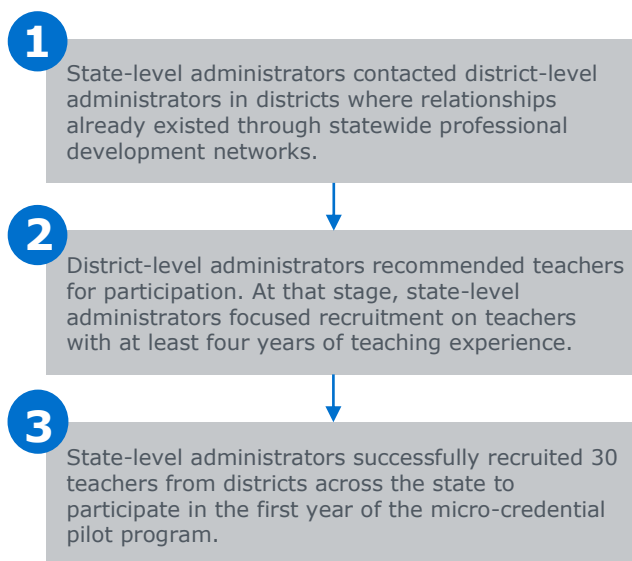 1
State-level administrators contacted district-level
administrators in districts where relationships
already existed through statewide professional
development networks.
2
District-level administrators recommended teachers
for participation. At that stage, state-level
administrators focused recruitment on teachers
with at least four years of teaching experience.
3
State-level administrators successfully recruited 30
teachers from districts across the state to
participate in the first year of the micro-credential
pilot program.